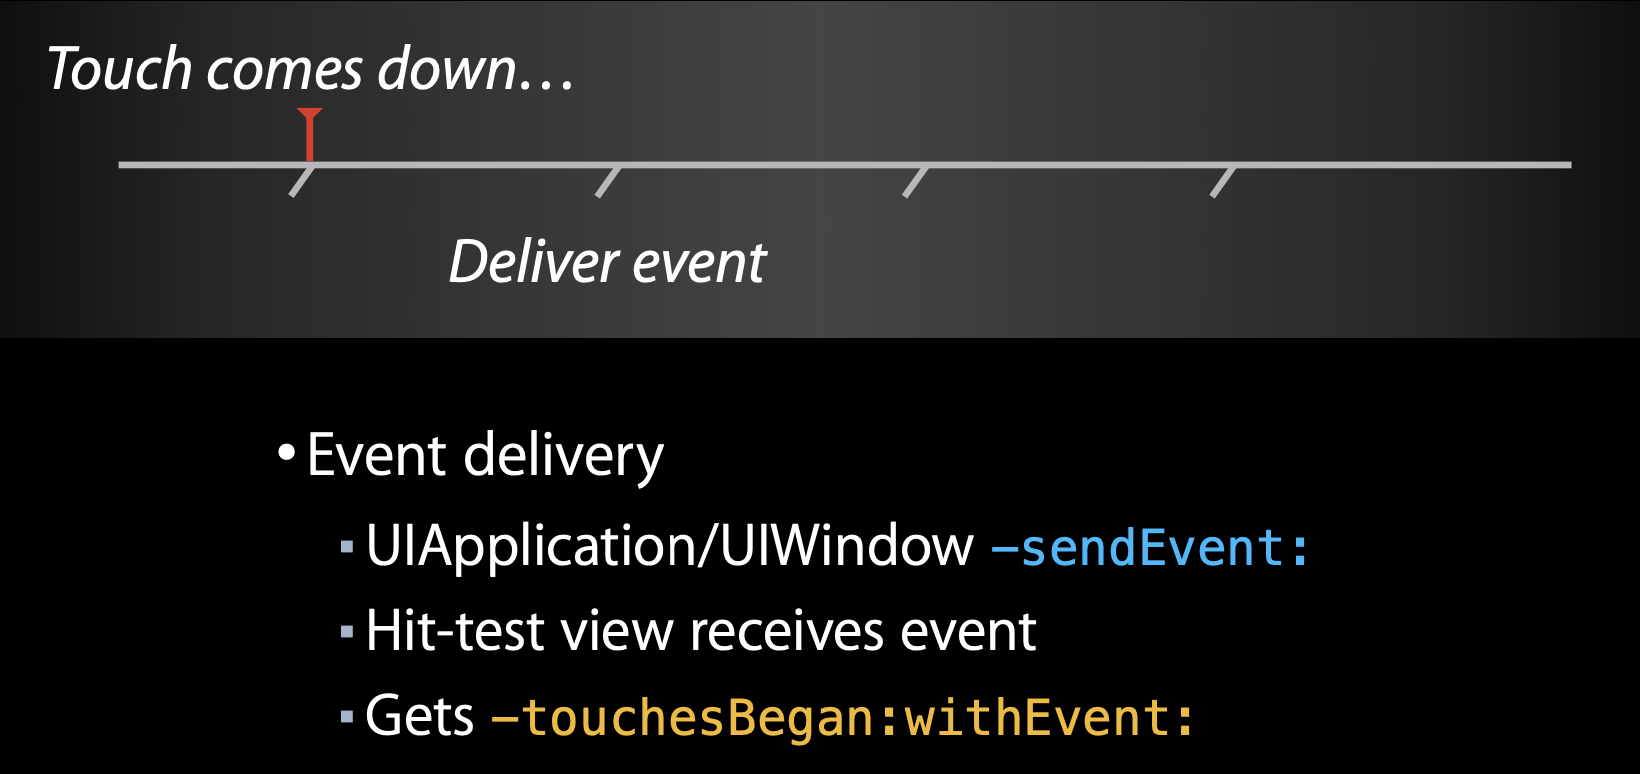 Touch comes down…
Deliver event
• Event delivery
▪ UIApplication/UIWindow –sendEvent:
▪ Hit-test view receives event
▪ Gets –touchesBegan:withEvent: